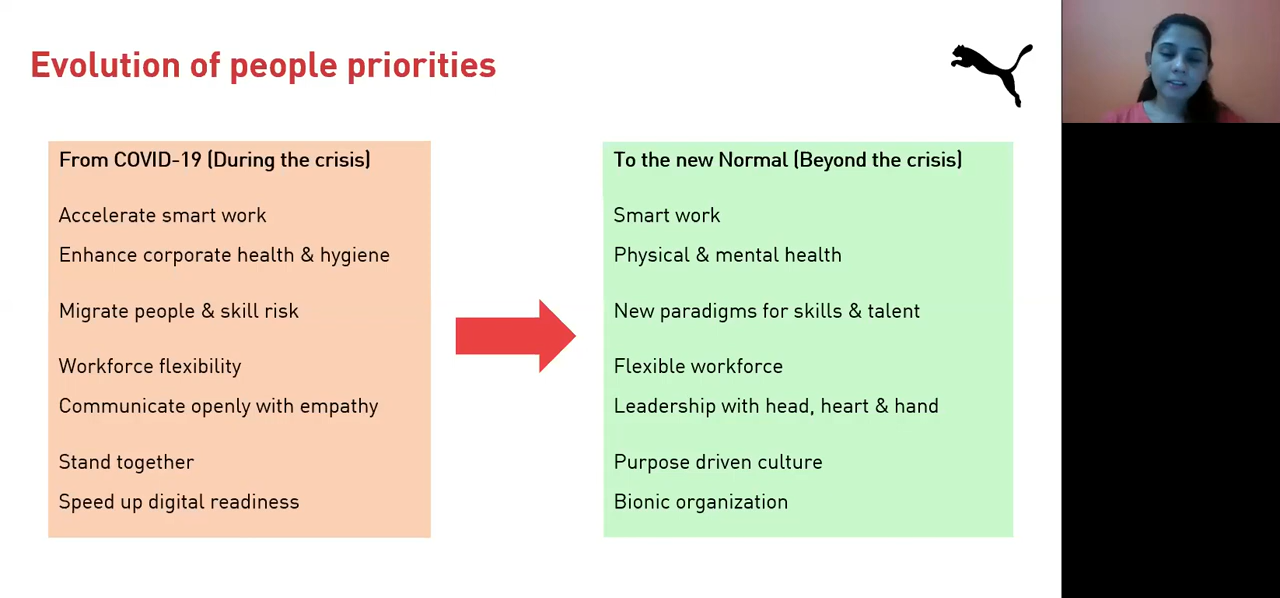 Evolution of people priorities
From COVID-19 (During the crisis)
Accelerate smart work
Enhance corporate health & hygiene
Migrate people & skill risk
Workforce flexibility
Communicate openly with empathy
Stand together
Speed up digital readiness
To the new Normal (Beyond the crisis)
Smart work
Physical & mental health
New paradigms for skills & talent
Flexible workforce
Leadership with head, heart & hand
Purpose driven culture
Bionic organization